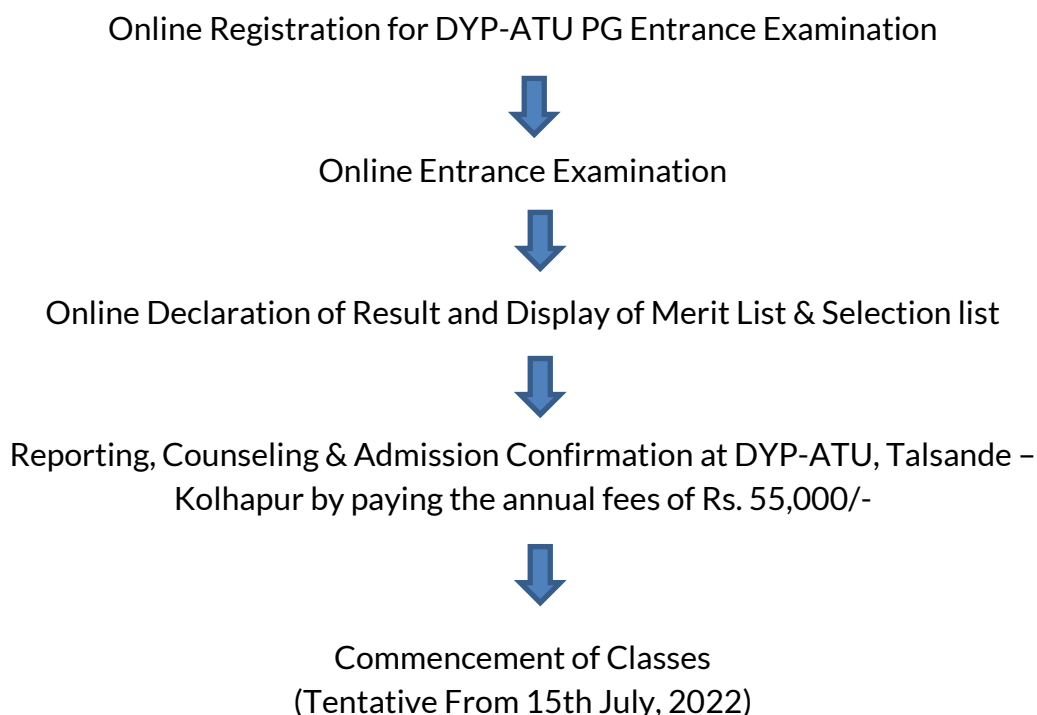 Online Registration for DYP-ATU PG Entrance Examination
Online Entrance Examination
Online Declaration of Result and Display of Merit List & Selection list
Reporting, Counseling & Admission Confirmation at DYP-ATU, Talsande –
Kolhapur by paying the annual fees of Rs. 55,000/-
Commencement of Classes
(Tentative From 15th July, 2022)